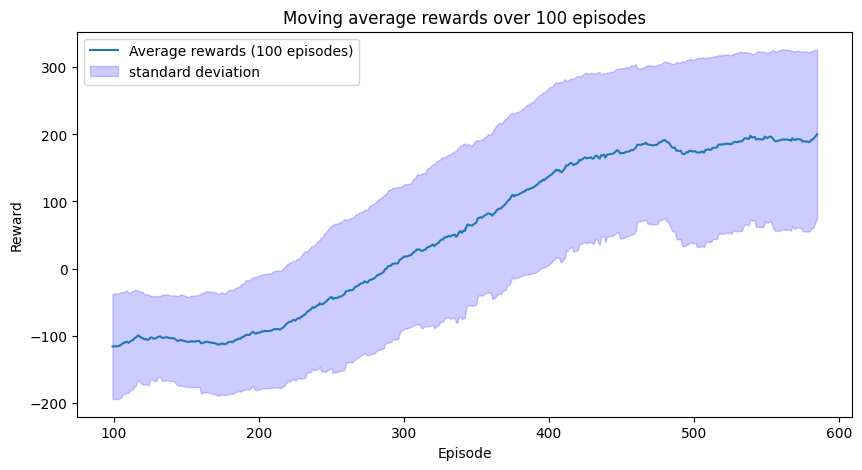 Moving average rewards over 100 episodes
Average rewards (100 episodes)
standard deviation
Reward
300
200
100
0
−100
−200
100
200
300
400
500
600
Episode